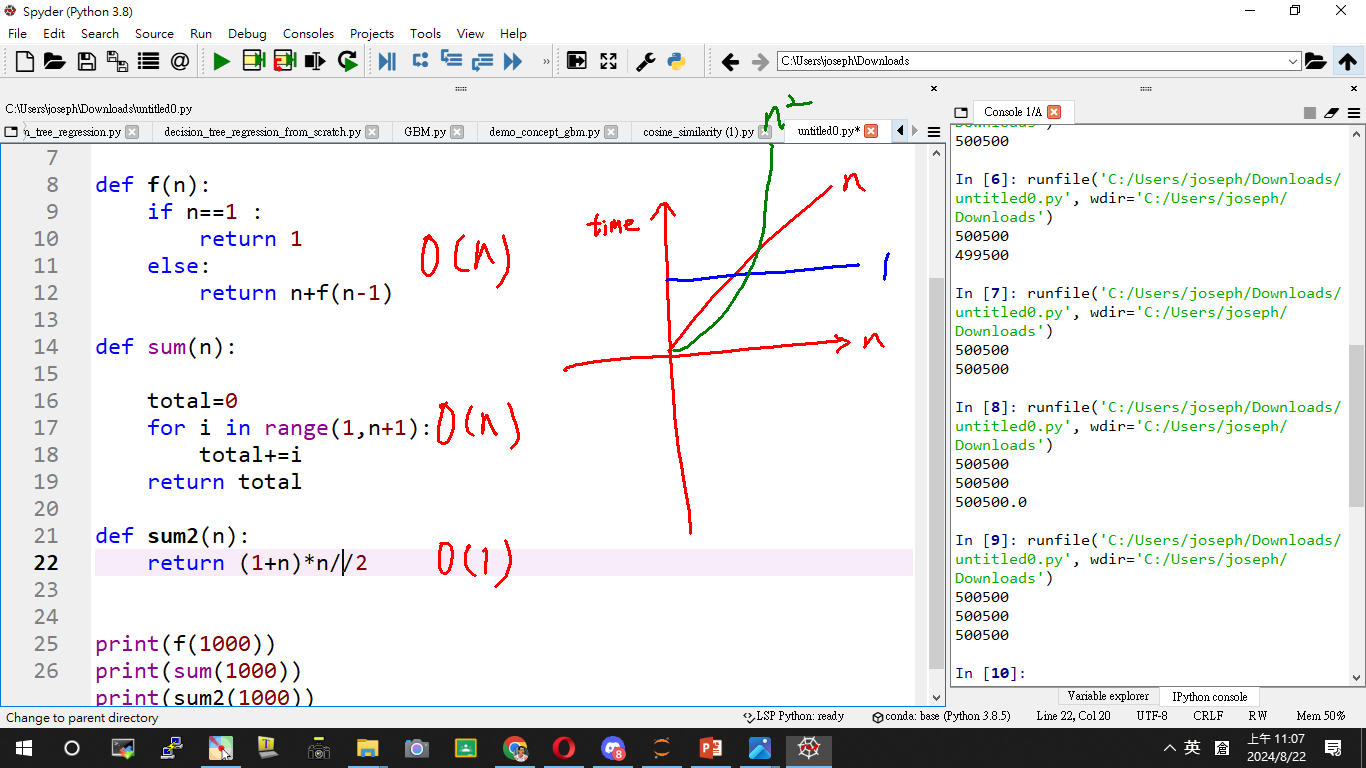 Spyder (Python 3.8)
File Edit Search Source Run Debug Consoles Projects Tools View Help
C:\Users\joseph\Downloads
C:\Users\joseph\Downloads\untitled0.py
n_tree_regression.py decision_tree_regression_from_scratch.py GBM.py demo_concept_gbm.py cosine_similarity (1).py untitled0.py*
7
8 def f(n):
9 if n==1 :
10 return 1
11 else:
12 return n+f(n-1)
13
14 def sum(n):
15
16 total=0
17 for i in range(1,n+1):
18 total+=i
19 return total
20
21 def sum2(n):
22 return (1+n)*n//2
23
24
25 print(f(1000))
26 print(sum(1000))
print(sum2(1000))
O(n)
O(n)
O(1)
n²
n
time
1
n
Console 1/A
Downloads')
500500
In [6]: runfile('C:/Users/joseph/Downloads/
untitled0.py', wdir='C:/Users/joseph/
Downloads')
500500
499500
In [7]: runfile('C:/Users/joseph/Downloads/
untitled0.py', wdir='C:/Users/joseph/
Downloads')
500500
500500
In [8]: runfile('C:/Users/joseph/Downloads/
untitled0.py', wdir='C:/Users/joseph/
Downloads')
500500
500500
500500.0
In [9]: runfile('C:/Users/joseph/Downloads/
untitled0.py', wdir='C:/Users/joseph/
Downloads')
500500
500500
500500
In [10]:
Variable explorer IPython console
Change to parent directory
LSP Python: ready conda: base (Python 3.8.5) Line 22, Col 20 UTF-8 CRLF RW Mem 50%
英 上午 11:07
2024/8/22